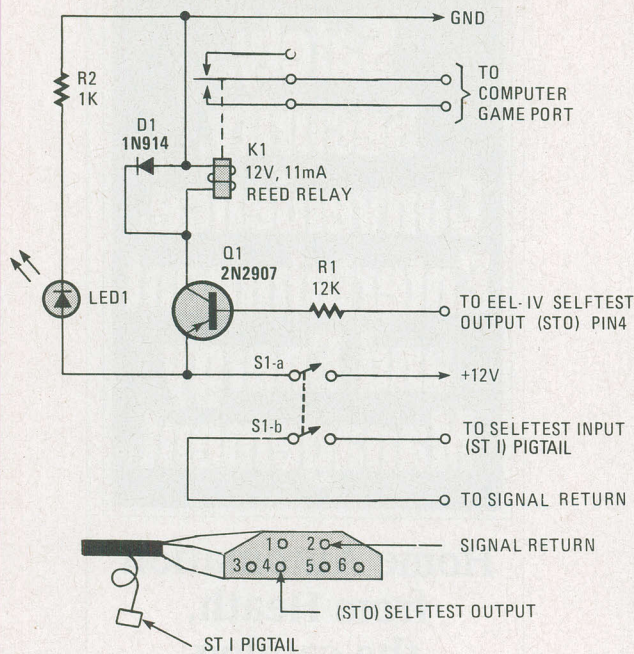 GND
R2
1K
TO
COMPUTER
GAME PORT
D1
1N914
K1
12V, 11mA
REED RELAY
Q1
2N2907
R1
12K
LED1
TO EEL-IV SELFTEST
OUTPUT (STO) PIN4
S1-a
+12V
S1-b
TO SELFTEST INPUT
(ST I) PIGTAIL
TO SIGNAL RETURN
1 2
SIGNAL RETURN
3 4 5 6
(STO) SELFTEST OUTPUT
ST I PIGTAIL